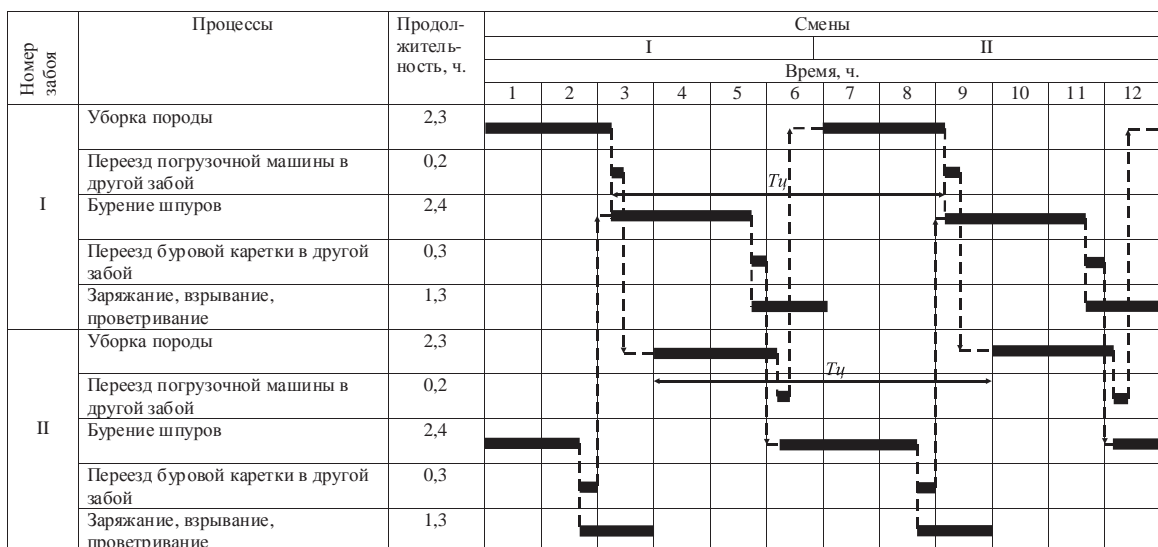 Номер забоя
Процессы
Продол-
житель-
ность, ч.
Смены
I II
Время, ч.
1 2 3 4 5 6 7 8 9 10 11 12
I
Уборка породы 2,3
Переезд погрузочной машины в 0,2
другой забой
Tц
Бурение шпуров 2,4
Переезд буровой каретки в другой 0,3
забой
Заряжание, взрывание, 1,3
проветривание
II
Уборка породы 2,3
Tц
Переезд погрузочной машины в 0,2
другой забой
Бурение шпуров 2,4
Переезд буровой каретки в другой 0,3
забой
Заряжание, взрывание, 1,3
проветривание